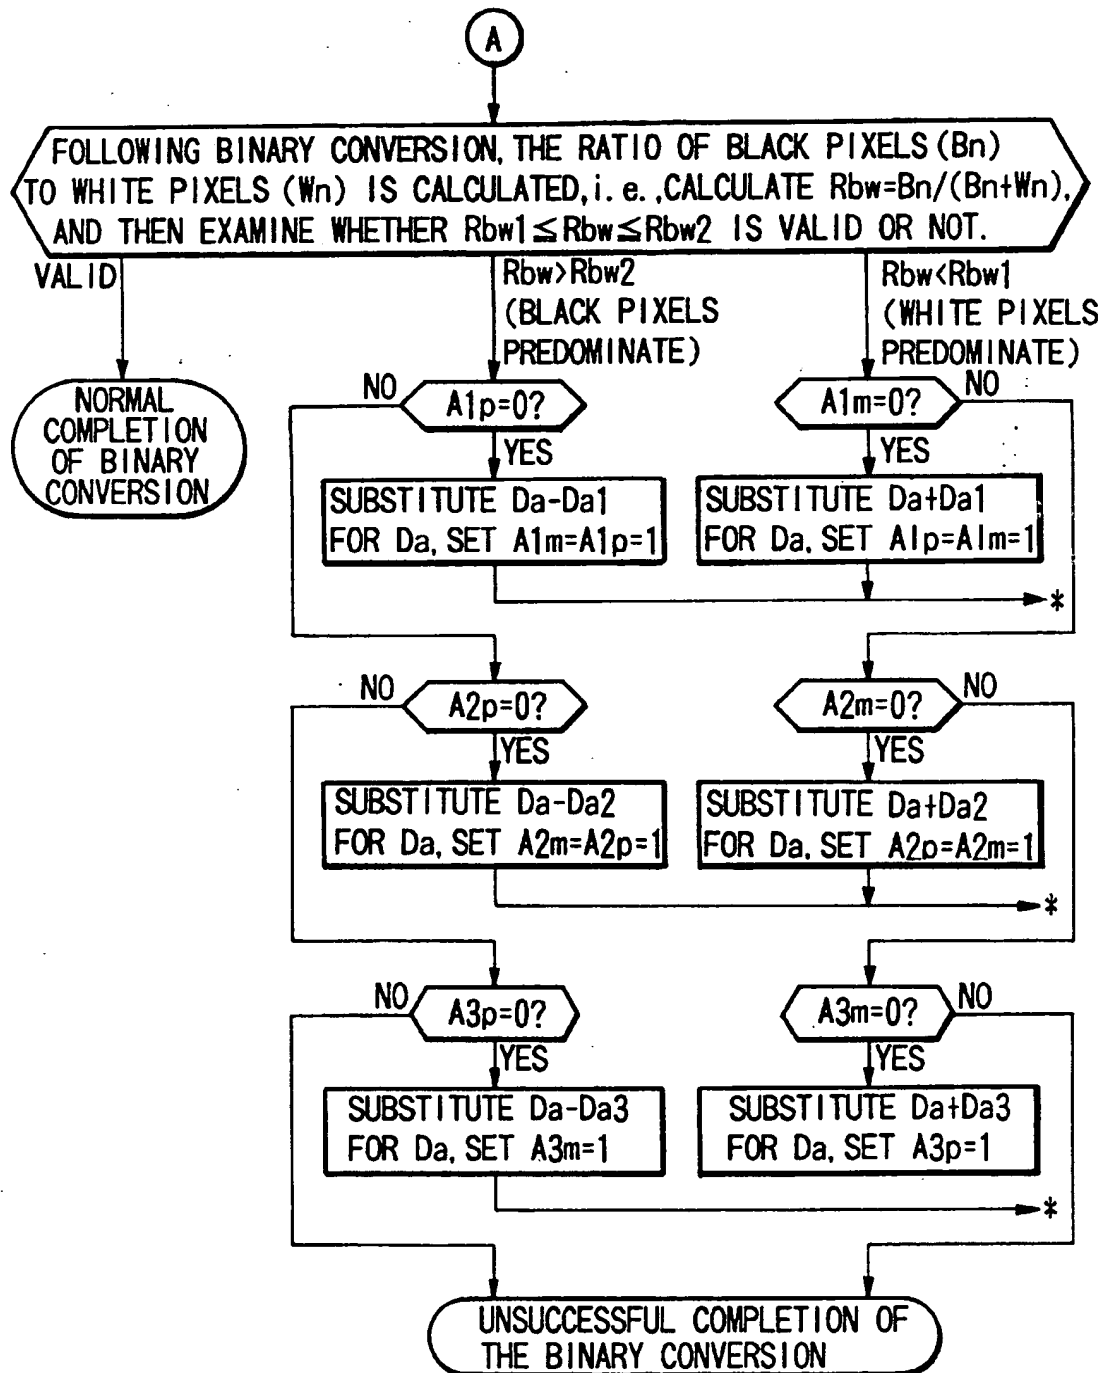 A
FOLLOWING BINARY CONVERSION, THE RATIO OF BLACK PIXELS (Bn)
TO WHITE PIXELS (Wn) IS CALCULATED, i.e., CALCULATE Rbw=Bn/(Bn+Wn),
AND THEN EXAMINE WHETHER Rbw1≦Rbw≦Rbw2 IS VALID OR NOT.
VALID
Rbw>Rbw2
(BLACK PIXELS
PREDOMINATE)
Rbw<Rbw1
(WHITE PIXELS
PREDOMINATE)
NORMAL
COMPLETION
OF BINARY
CONVERSION
NO
A1p=0?
YES
A1m=0?
NO
YES
SUBSTITUTE Da-Da1
FOR Da, SET A1m=A1p=1
SUBSTITUTE Da+Da1
FOR Da, SET A1p=A1m=1
*
NO
A2p=0?
YES
A2m=0?
NO
YES
SUBSTITUTE Da-Da2
FOR Da, SET A2m=A2p=1
SUBSTITUTE Da+Da2
FOR Da, SET A2p=A2m=1
*
NO
A3p=0?
YES
A3m=0?
NO
YES
SUBSTITUTE Da-Da3
FOR Da, SET A3m=1
SUBSTITUTE Da+Da3
FOR Da, SET A3p=1
*
UNSUCCESSFUL COMPLETION OF
THE BINARY CONVERSION